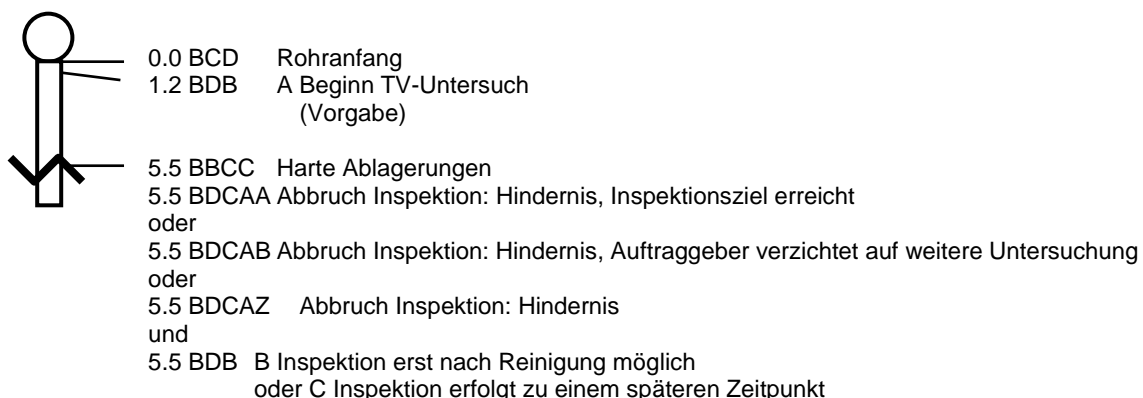 0.0 BCD Rohranfang
1.2 BDB A Beginn TV-Untersuch
(Vorgabe)
5.5 BBCC Harte Ablagerungen
5.5 BDCAA Abbruch Inspektion: Hindernis, Inspektionsziel erreicht
oder
5.5 BDCAB Abbruch Inspektion: Hindernis, Auftraggeber verzichtet auf weitere Untersuchung
oder
5.5 BDCAZ Abbruch Inspektion: Hindernis
und
5.5 BDB B Inspektion erst nach Reinigung möglich
oder C Inspektion erfolgt zu einem späteren Zeitpunkt